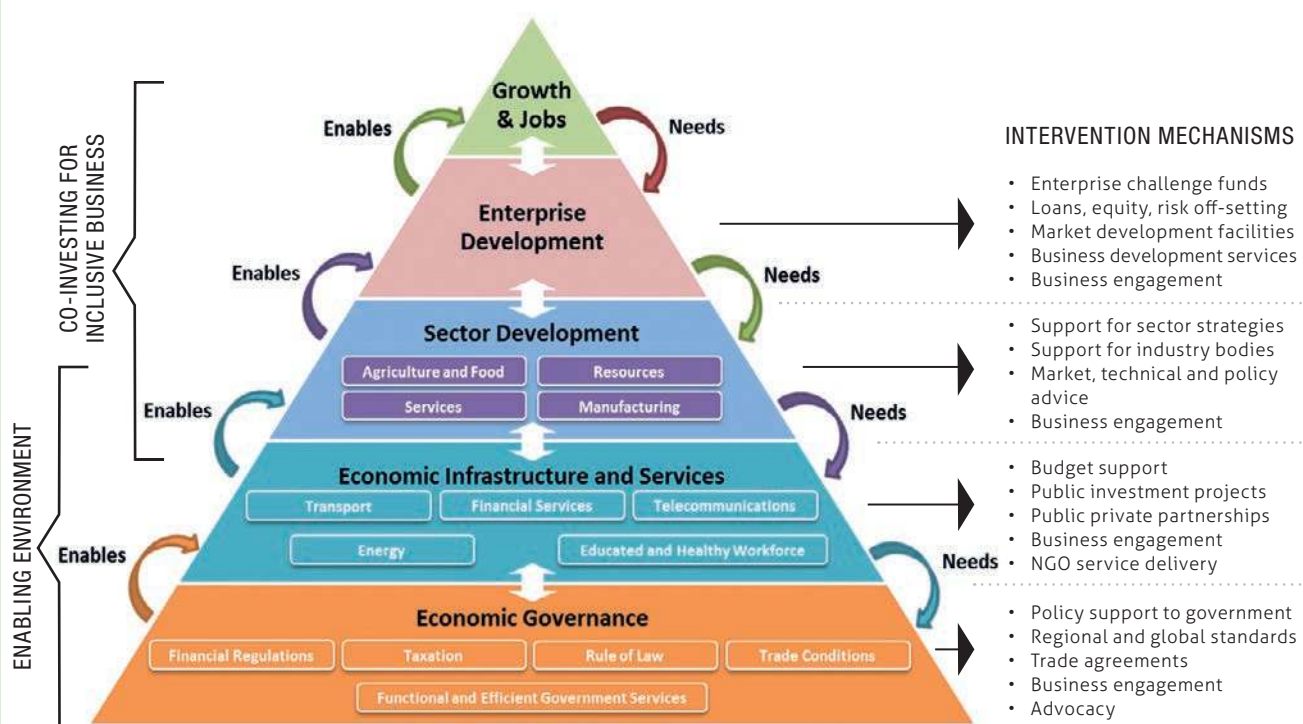 CO-INVESTING FOR
INCLUSIVE BUSINESS
ENABLING ENVIRONMENT
Growth
& Jobs
Enables
Needs
Enterprise
Development
Enables
Needs
Sector Development
Agriculture and Food
Resources
Services
Manufacturing
Enables
Needs
Economic Infrastructure and Services
Transport
Financial Services
Telecommunications
Energy
Educated and Healthy Workforce
Enables
Needs
Economic Governance
Financial Regulations
Taxation
Rule of Law
Trade Conditions
Functional and Efficient Government Services
INTERVENTION MECHANISMS
• Enterprise challenge funds
• Loans, equity, risk off-setting
• Market development facilities
• Business development services
• Business engagement
• Support for sector strategies
• Support for industry bodies
• Market, technical and policy
advice
• Business engagement
• Budget support
• Public investment projects
• Public private partnerships
• Business engagement
• NGO service delivery
• Policy support to government
• Regional and global standards
• Trade agreements
• Business engagement
• Advocacy